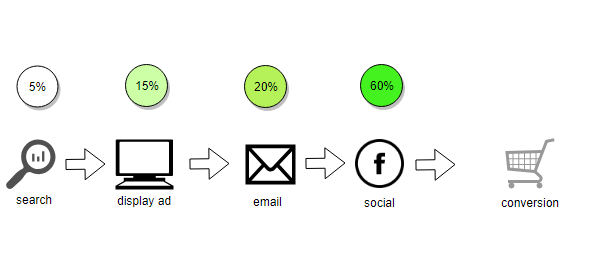 5%
15%
20%
60%
search
display ad
email
social
conversion